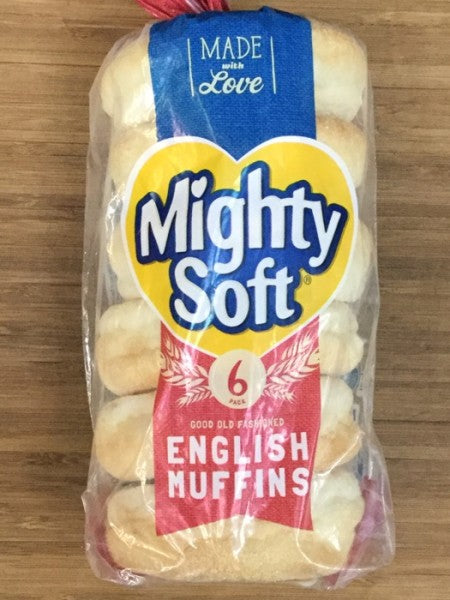 MADE
with
Love
Mighty
Soft®
6
PACK
GOOD OLD FASHIONED
ENGLISH
MUFFINS